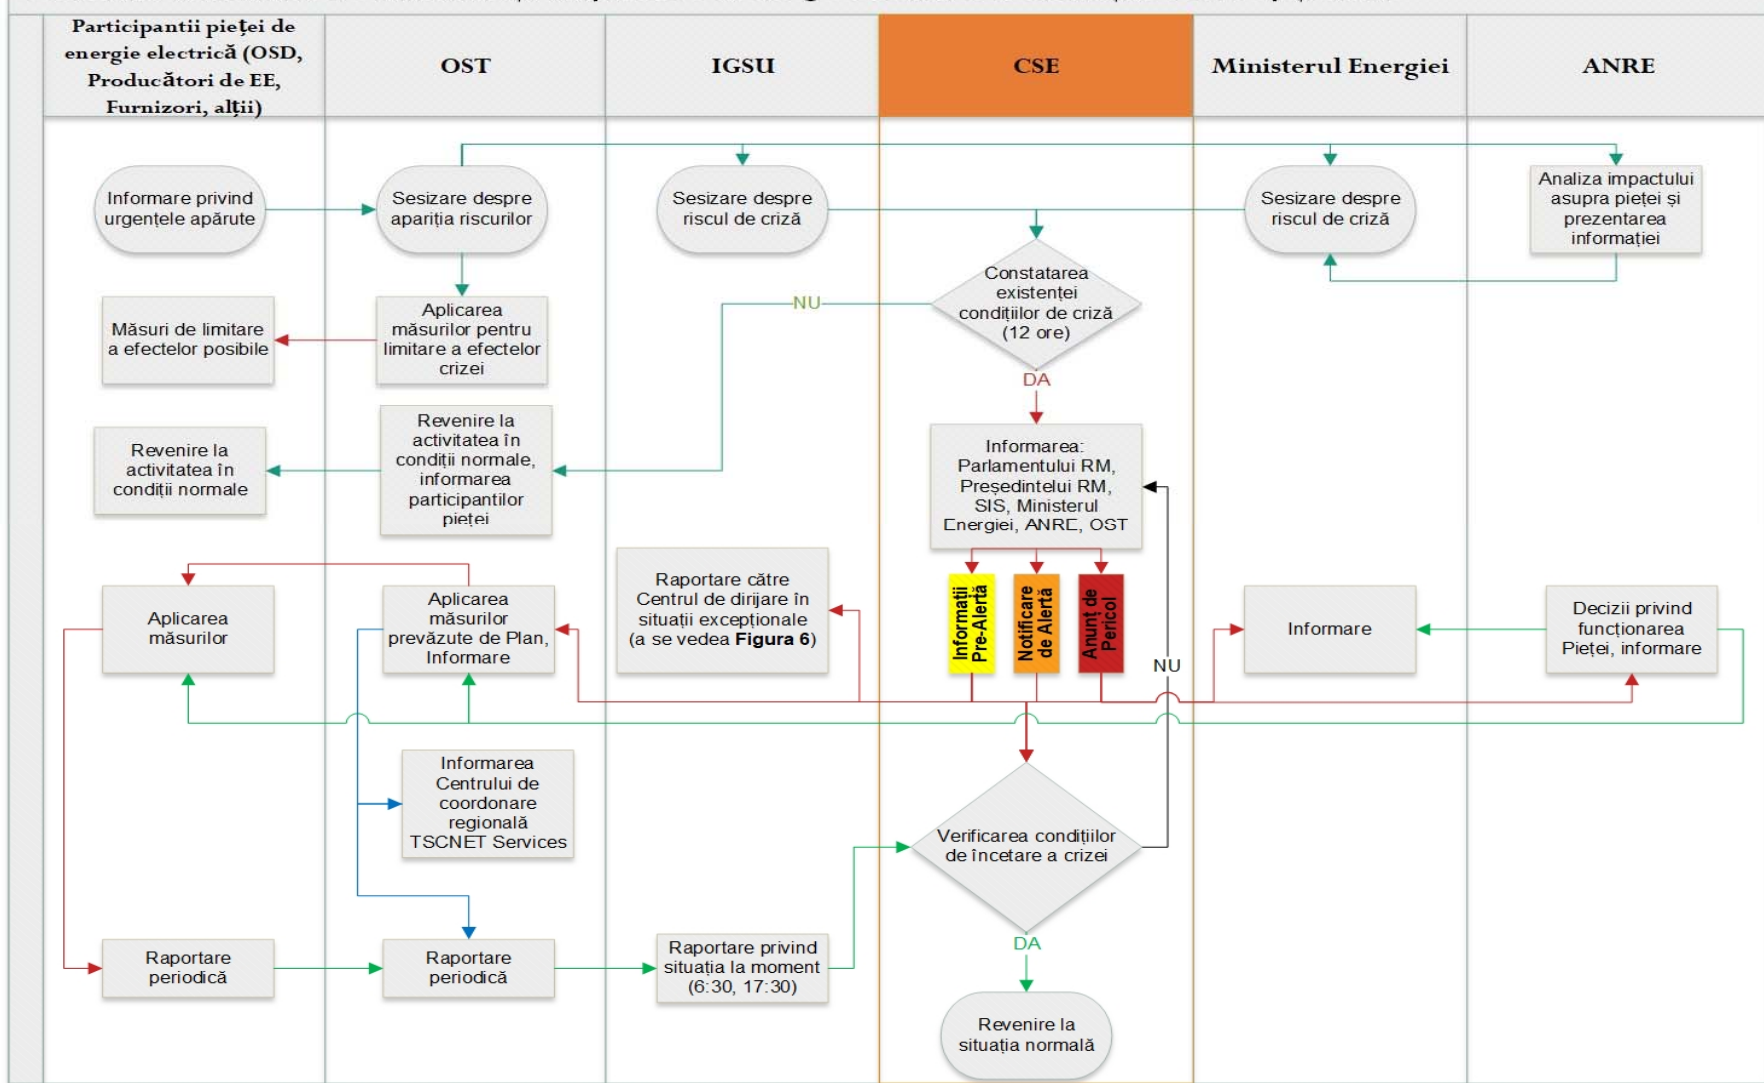 Participantii pieței de
energie electrică (OSD,
Producători de EE,
Furnizori, alții)
OST
IGSU
CSE
Ministerul Energiei
ANRE
Informare privind
urgențele apărute
Sesizare despre
apariția riscurilor
Sesizare despre
riscul de criză
Sesizare despre
riscul de criză
Analiza impactului
asupra pieței și
prezentarea
informației
Constatarea
existenței
condițiilor de criză
(12 ore)
NU
DA
Măsuri de limitare
a efectelor posibile
Aplicarea
măsurilor pentru
limitare a efectelor
crizei
Revenire la
activitatea în
condiții normale
Revenire la
activitatea în
condiții normale,
informarea
participantilor
pieței
Informarea:
Parlamentului RM,
Președintelui RM,
SIS, Ministerul
Energiei, ANRE, OST
Informații
Pre-Alertă
Notificare
de Alertă
Anunț de
Pericol
Aplicarea
măsurilor
Aplicarea
măsurilor
prevăzute de Plan,
Informare
Raportare către
Centrul de dirijare în
situații excepționale
(a se vedea Figura 6)
Informare
Decizii privind
funcționarea
Pieței, informare
NU
Informarea
Centrului de
coordonare
regională
TSCNET Services
Verificarea condițiilor
de încetare a crizei
DA
Raportare
periodică
Raportare
periodică
Raportare privind
situația la moment
(6:30, 17:30)
Revenire la
situația normală